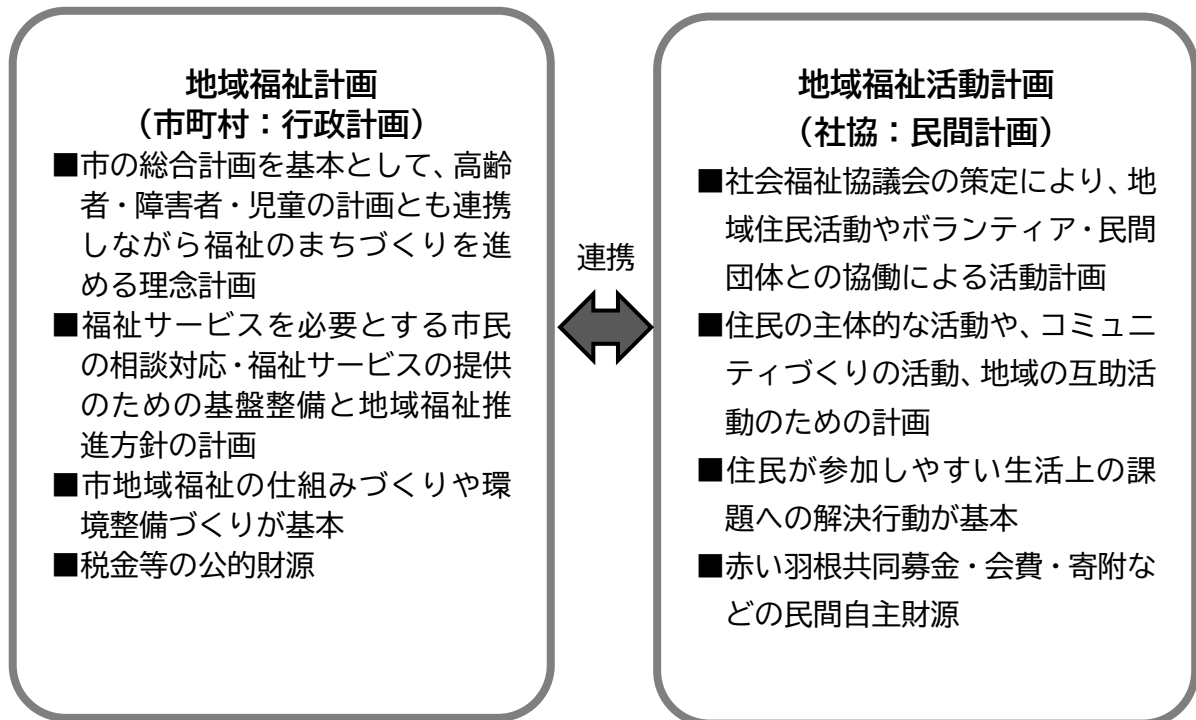 地域福祉計画
（市町村：行政計画）
■市の総合計画を基本として、高齢
者・障害者・児童の計画とも連携
しながら福祉のまちづくりを進
める理念計画
■福祉サービスを必要とする市民
の相談対応・福祉サービスの提供
のための基盤整備と地域福祉推
進方針の計画
■市地域福祉の仕組みづくりや環
境整備づくりが基本
■税金等の公的財源
連携
地域福祉活動計画
（社協：民間計画）
■社会福祉協議会の策定により、地
域住民活動やボランティア・民間
団体との協働による活動計画
■住民の主体的な活動や、コミュニ
ティづくりの活動、地域の互助活
動のための計画
■住民が参加しやすい生活上の課
題への解決行動が基本
■赤い羽根共同募金・会費・寄附な
どの民間自主財源